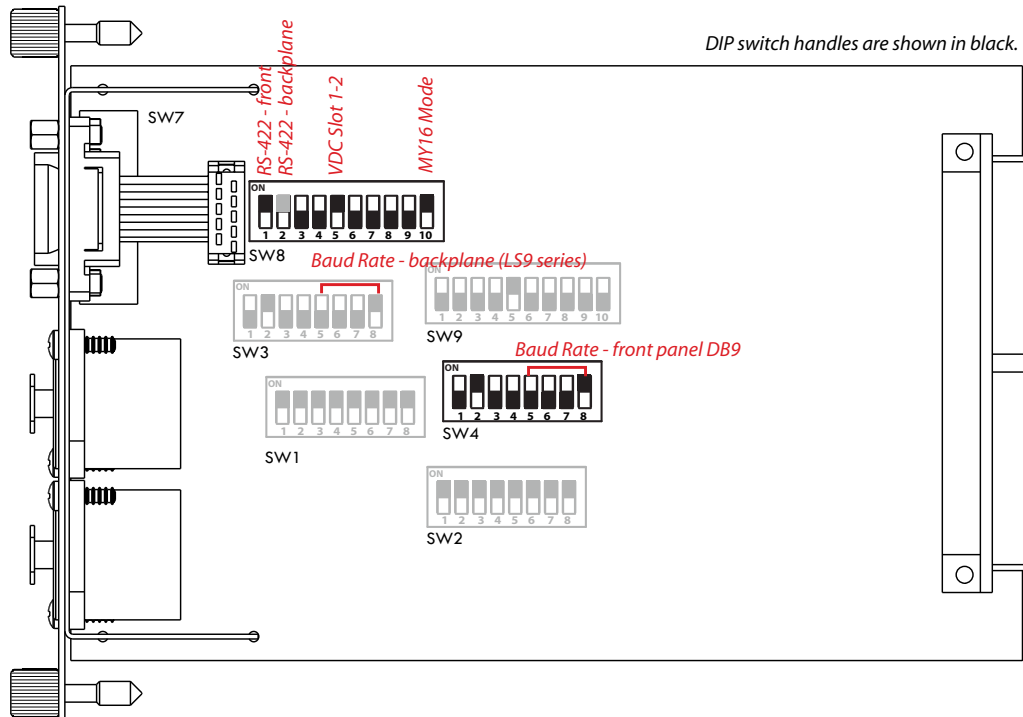 DIP switch handles are shown in black.
SW7
RS-422 - front
RS-422 - backplane
VDC Slot 1-2
MY16 Mode
ON
1 2 3 4 5 6 7 8 9 10
SW8
Baud Rate - backplane (LS9 series)
ON
1 2 3 4 5 6 7 8
SW3
ON
1 2 3 4 5 6 7 8 9 10
SW9
Baud Rate - front panel DB9
ON
1 2 3 4 5 6 7 8
SW4
ON
1 2 3 4 5 6 7 8
SW1
ON
1 2 3 4 5 6 7 8
SW2